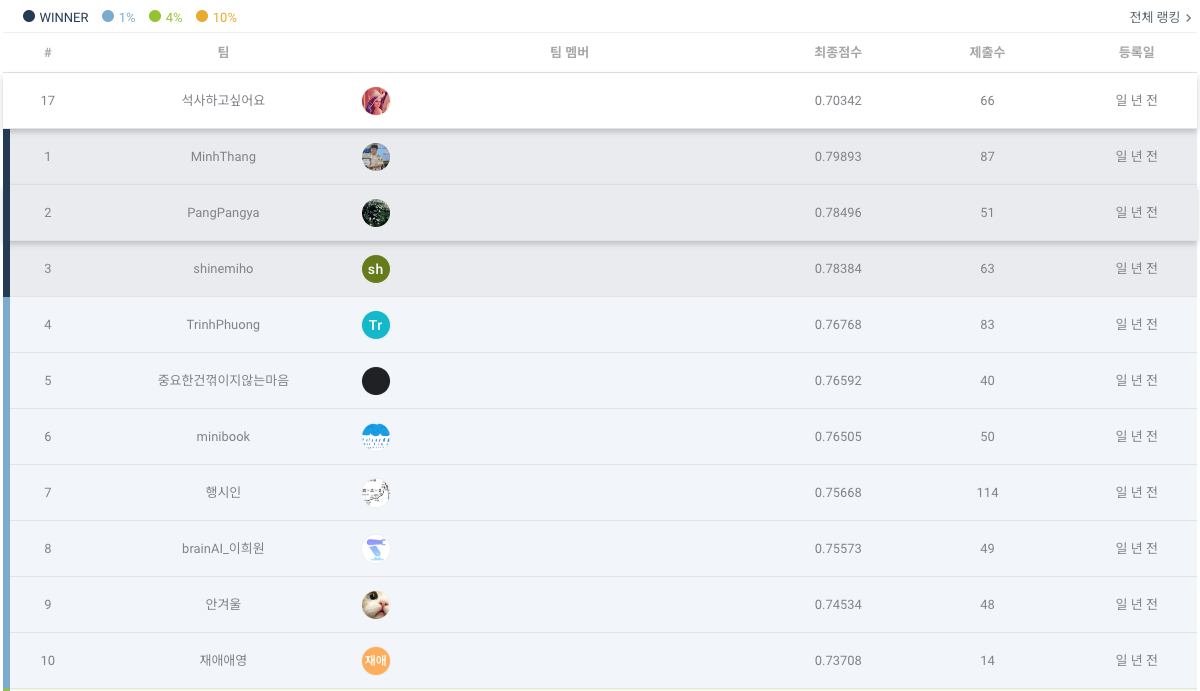 WINNER 1% 4% 10% 전체 랭킹
# 팀 팀 멤버 최종점수 제출수 등록일
17 석사하고싶어요 0.70342 66 일 년 전
1 MinhThang 0.79893 87 일 년 전
2 PangPangya 0.78496 51 일 년 전
3 shinemiho sh 0.78384 63 일 년 전
4 TrinhPhuong Tr 0.76768 83 일 년 전
5 중요한건꺾이지않는마음 0.76592 40 일 년 전
6 minibook 0.76505 50 일 년 전
7 행시인 0.75668 114 일 년 전
8 brainAI_이희원 0.75573 49 일 년 전
9 안겨울 0.74534 48 일 년 전
10 재애애영 재애 0.73708 14 일 년 전